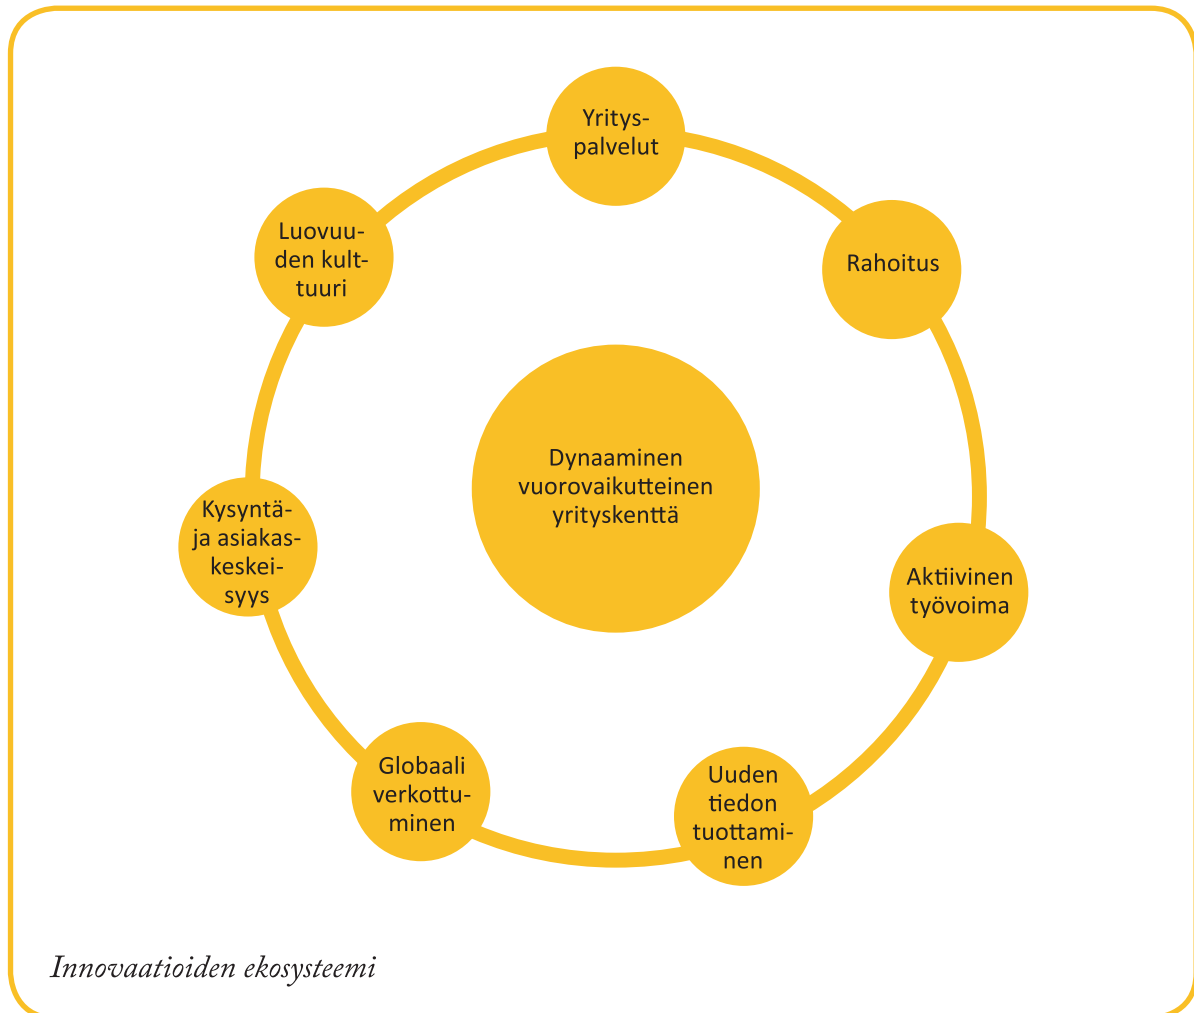 Yritys-
palvelut
Rahoitus
Aktiivinen
työvoima
Uuden
tiedon
tuottami-
nen
Globaali
verkottu-
minen
Kysyntä-
ja asiakas-
keskei-
syys
Luovuu-
den kult-
tuuri
Dynaaminen
vuorovaikutteinen
yrityskenttä
Innovaatioiden ekosysteemi